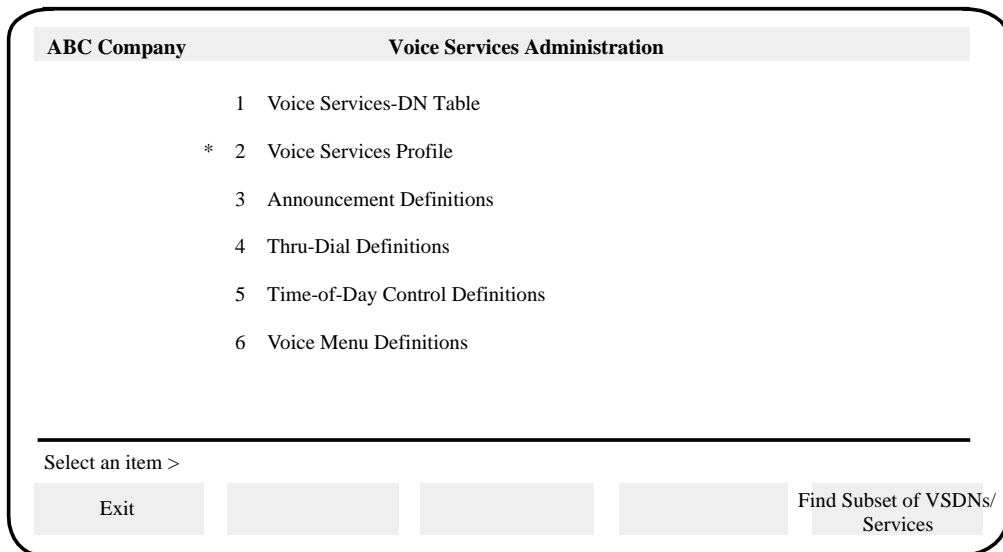 ABC Company Voice Services Administration
1 Voice Services-DN Table
* 2 Voice Services Profile
3 Announcement Definitions
4 Thru-Dial Definitions
5 Time-of-Day Control Definitions
6 Voice Menu Definitions
Select an item >
Exit
Find Subset of VSDNs/
Services